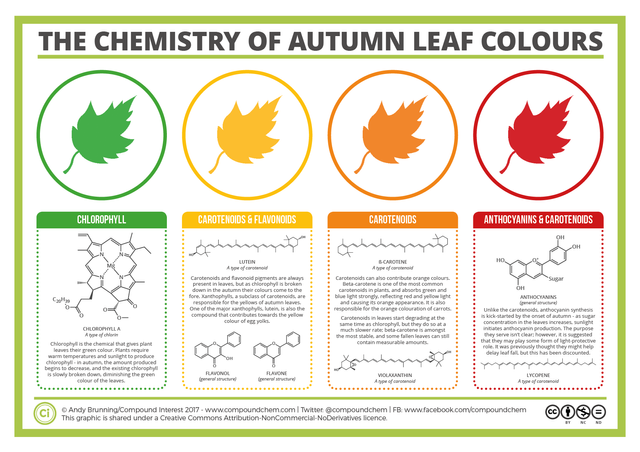 THE CHEMISTRY OF AUTUMN LEAF COLOURS
CHLOROPHYLL
Mg
N
N
N
N
C₂₀H₃₉O
O
O
O
O
O
CHLOROPHYLL A
A type of chlorin
Chlorophyll is the chemical that gives plant
leaves their green colour. Plants require
warm temperatures and sunlight to produce
chlorophyll - in autumn, the amount produced
begins to decrease, and the existing chlorophyll
is slowly broken down, diminishing the green
colour of the leaves.
CAROTENOIDS & FLAVONOIDS
LUTEIN
A type of carotenoid
Carotenoids and flavonoid pigments are always
present in leaves, but as chlorophyll is broken
down in the autumn their colours come to the
fore. Xanthophylls, a subclass of carotenoids, are
responsible for the yellows of autumn leaves.
One of the major xanthophylls, lutein, is also the
compound that contributes towards the yellow
colour of egg yolks.
FLAVONOL
(general structure)
FLAVONE
(general structure)
CAROTENOIDS
ß-CAROTENE
A type of carotenoid
Carotenoids can also contribute orange colours.
Beta-carotene is one of the most common
carotenoids in plants, and absorbs green and
blue light strongly, reflecting red and yellow light
and causing its orange appearance. It is also
responsible for the orange colouration of carrots.
Carotenoids in leaves start degrading at the
same time as chlorophyll, but they do so at a
much slower rate; beta-carotene is amongst
the most stable, and some fallen leaves can still
contain measurable amounts.
VIOLAXANTHIN
A type of carotenoid
ANTHOCYANINS & CAROTENOIDS
OH
OH
HO
O⁺
Sugar
OH
ANTHOCYANINS
(general structure)
Unlike the carotenoids, anthocyanin synthesis
is kick-started by the onset of autumn - as sugar
concentration in the leaves increases, sunlight
initiates anthocyanin production. The purpose
they serve isn't clear; however, it is suggested
that they may play some form of light-protective
role. It was previously thought they might help
delay leaf fall, but this has been discounted.
LYCOPENE
A type of carotenoid
Ci
© Andy Brunning/Compound Interest 2017 - www.compoundchem.com | Twitter: @compoundchem | FB: www.facebook.com/compoundchem
This graphic is shared under a Creative Commons Attribution-NonCommercial-NoDerivatives licence.
CC
BY NC ND